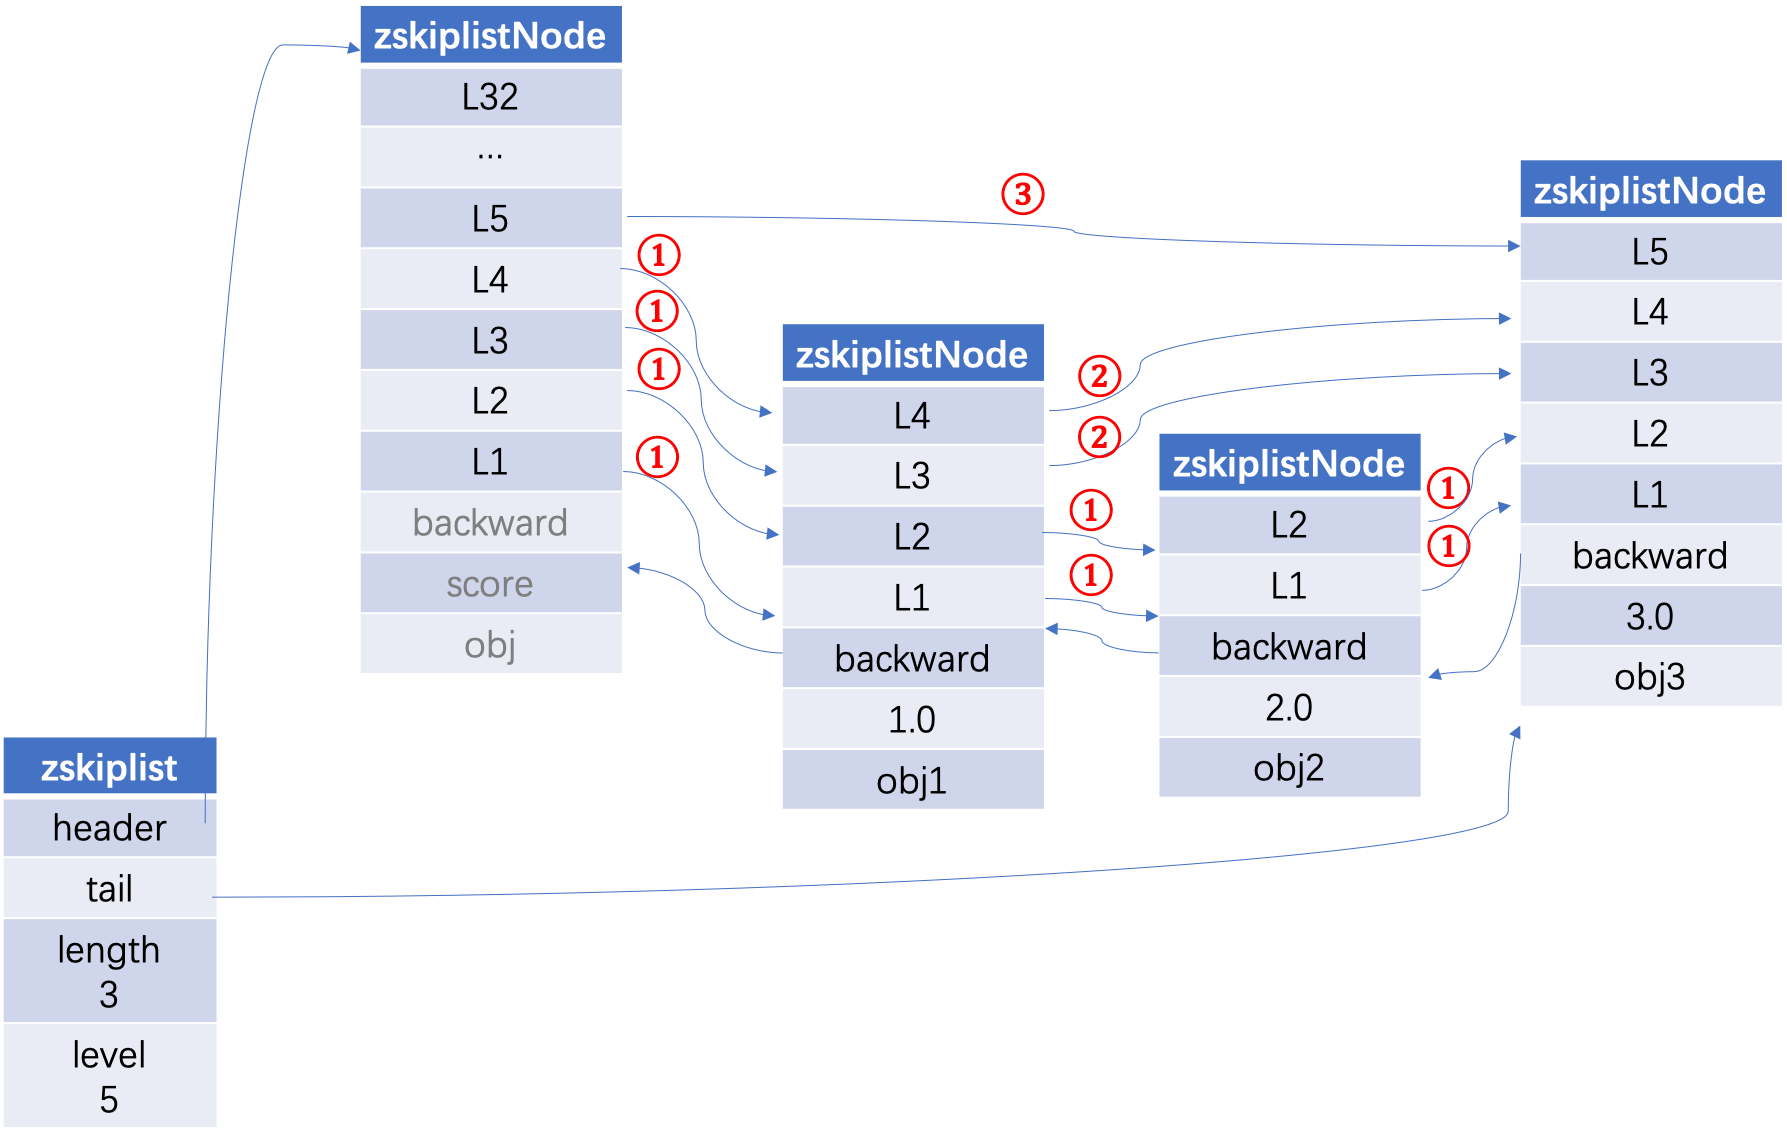 zskiplistNode
L32
...
L5
L4
L3
L2
L1
backward
score
obj
③
①
①
①
①
zskiplistNode
L4
L3
L2
L1
backward
1.0
obj1
②
②
①
①
zskiplistNode
L2
L1
backward
2.0
obj2
①
①
zskiplistNode
L5
L4
L3
L2
L1
backward
3.0
obj3
zskiplist
header
tail
length
3
level
5